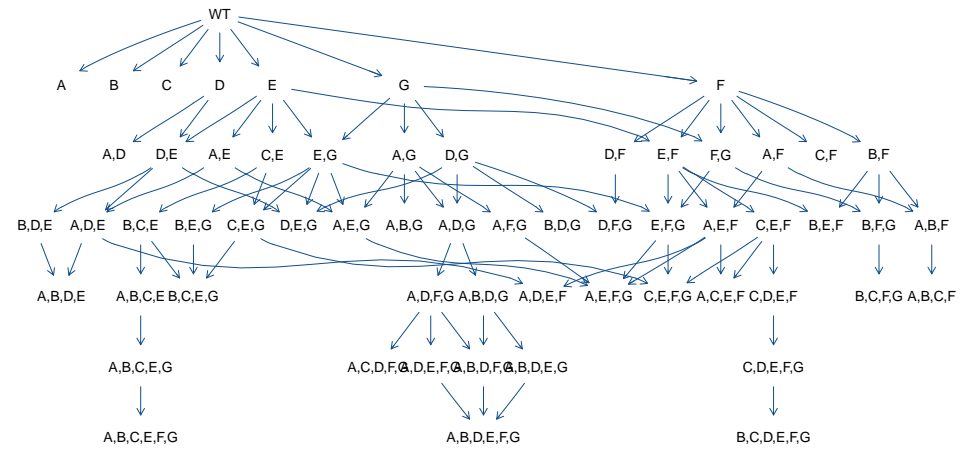 WT
A B C D E G F
A,D D,E A,E C,E E,G A,G D,G D,F E,F F,G A,F C,F B,F
B,D,E A,D,E B,C,E B,E,G C,E,G D,E,G A,E,G A,B,G A,D,G A,F,G B,D,G D,F,G E,F,G A,E,F C,E,F B,E,F B,F,G A,B,F
A,B,D,E A,B,C,E B,C,E,G A,D,F,G A,B,D,G A,D,E,F A,E,F,G C,E,F,G A,C,E,F C,D,E,F B,C,F,G A,B,C,F
A,B,C,E,G A,C,D,F,G A,D,E,F,G A,B,D,F,G A,B,D,E,G C,D,E,F,G
A,B,C,E,F,G A,B,D,E,F,G B,C,D,E,F,G